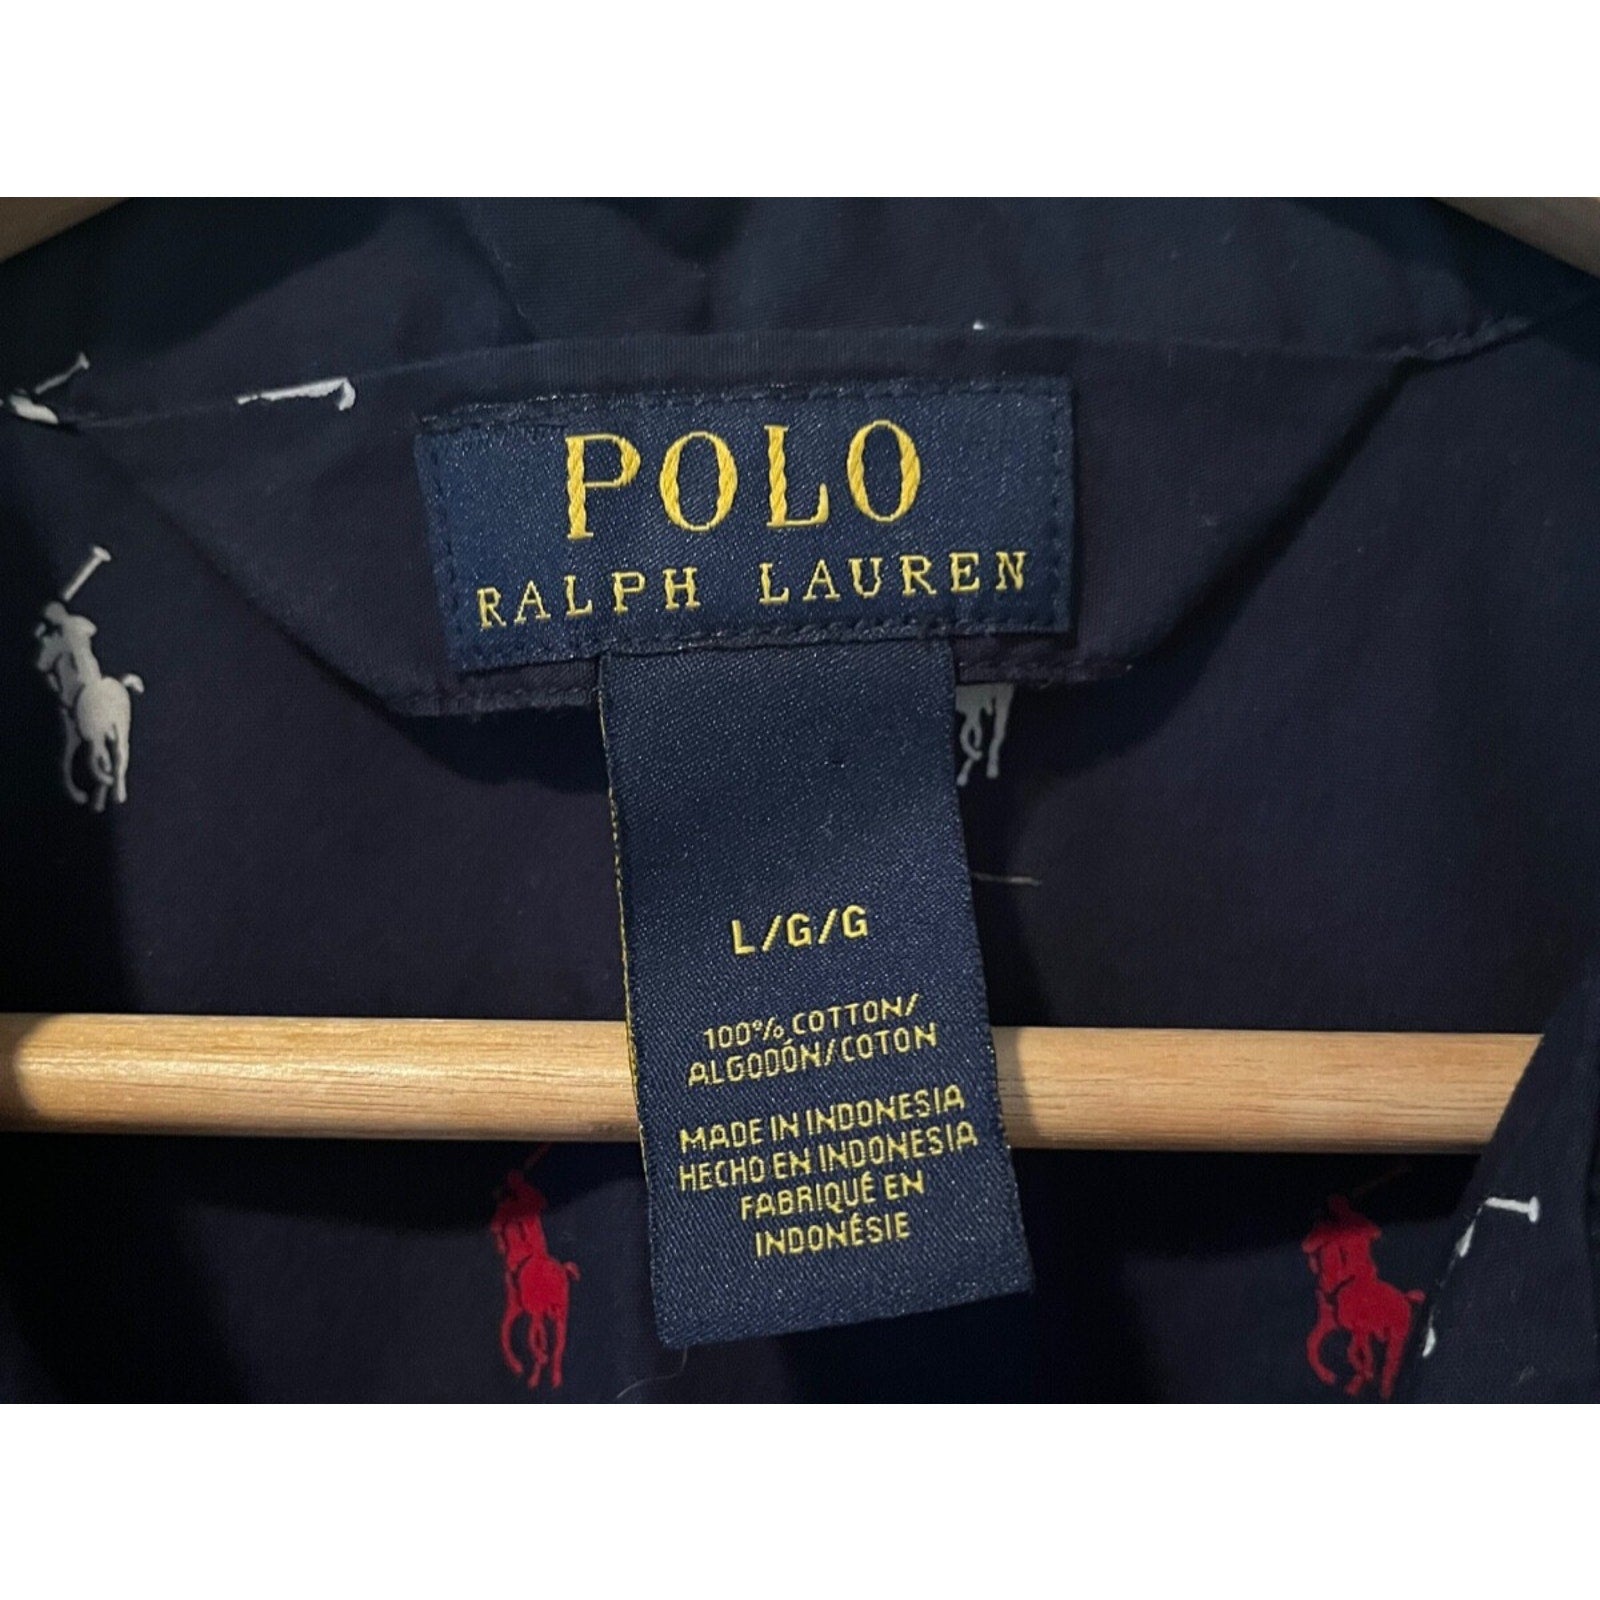 POLO
RALPH LAUREN
L/G/G
100% COTTON/
ALGODÓN/COTON
MADE IN INDONESIA
HECHO EN INDONESIA
FABRIQUÉ EN
INDONÉSIE